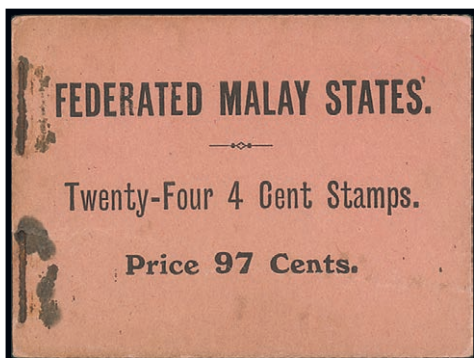 FEDERATED MALAY STATES'.
Twenty-Four 4 Cent Stamps.
Price 97 Cents.